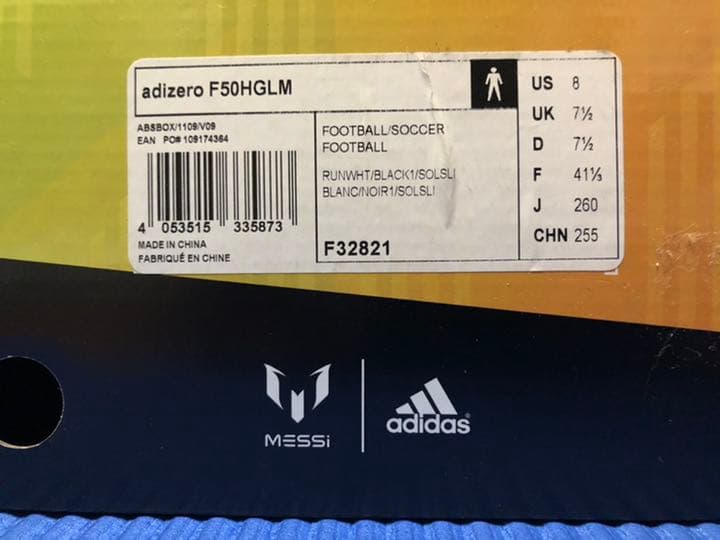 adizero F50HGLM
ABSBOX/1109/V09
EAN PO# 109174364
4 053515 335873
MADE IN CHINA
FABRIQUÉ EN CHINE
FOOTBALL/SOCCER
FOOTBALL
RUNWHT/BLACK1/SOLSLI
BLANC/NOIR1/SOLSLI
F32821
US 8
UK 7½
D 7½
F 41⅓
J 260
CHN 255
MESSi
adidas